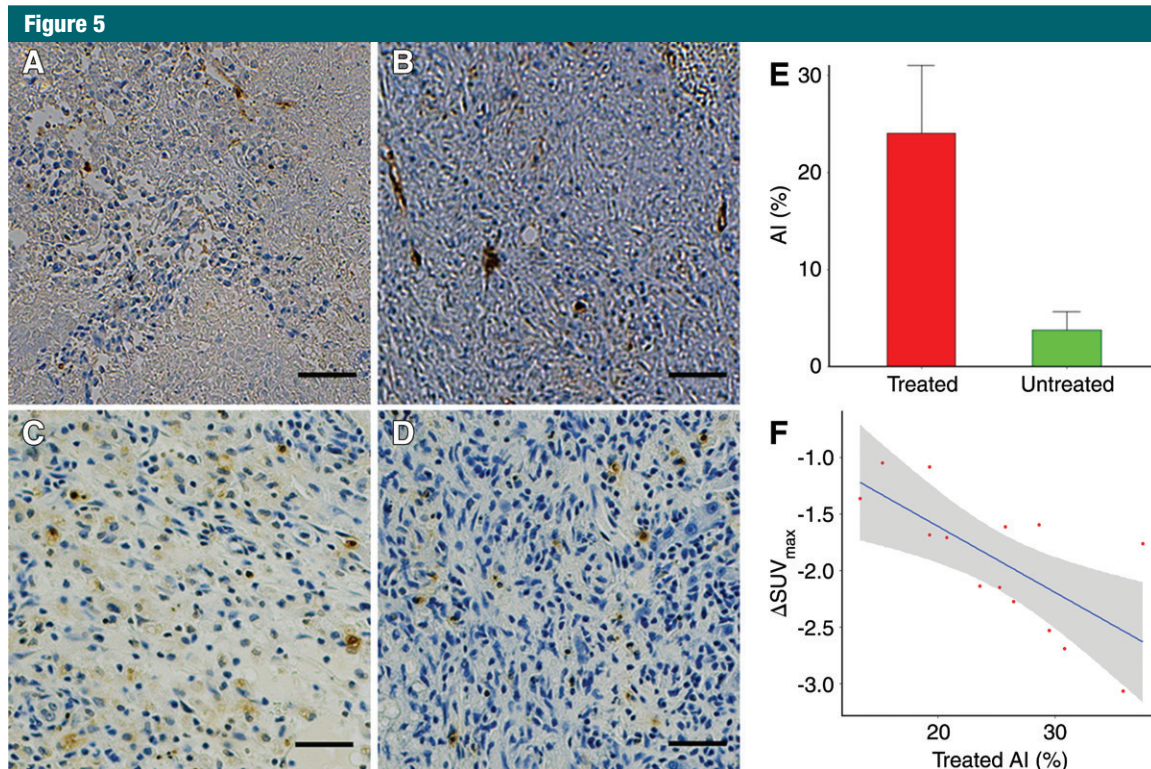 Figure 5
A
B
C
D
E
AI (%)
30
20
10
0
Treated
Untreated
F
ΔSUVmax
-1.0
-1.5
-2.0
-2.5
-3.0
20
30
Treated AI (%)